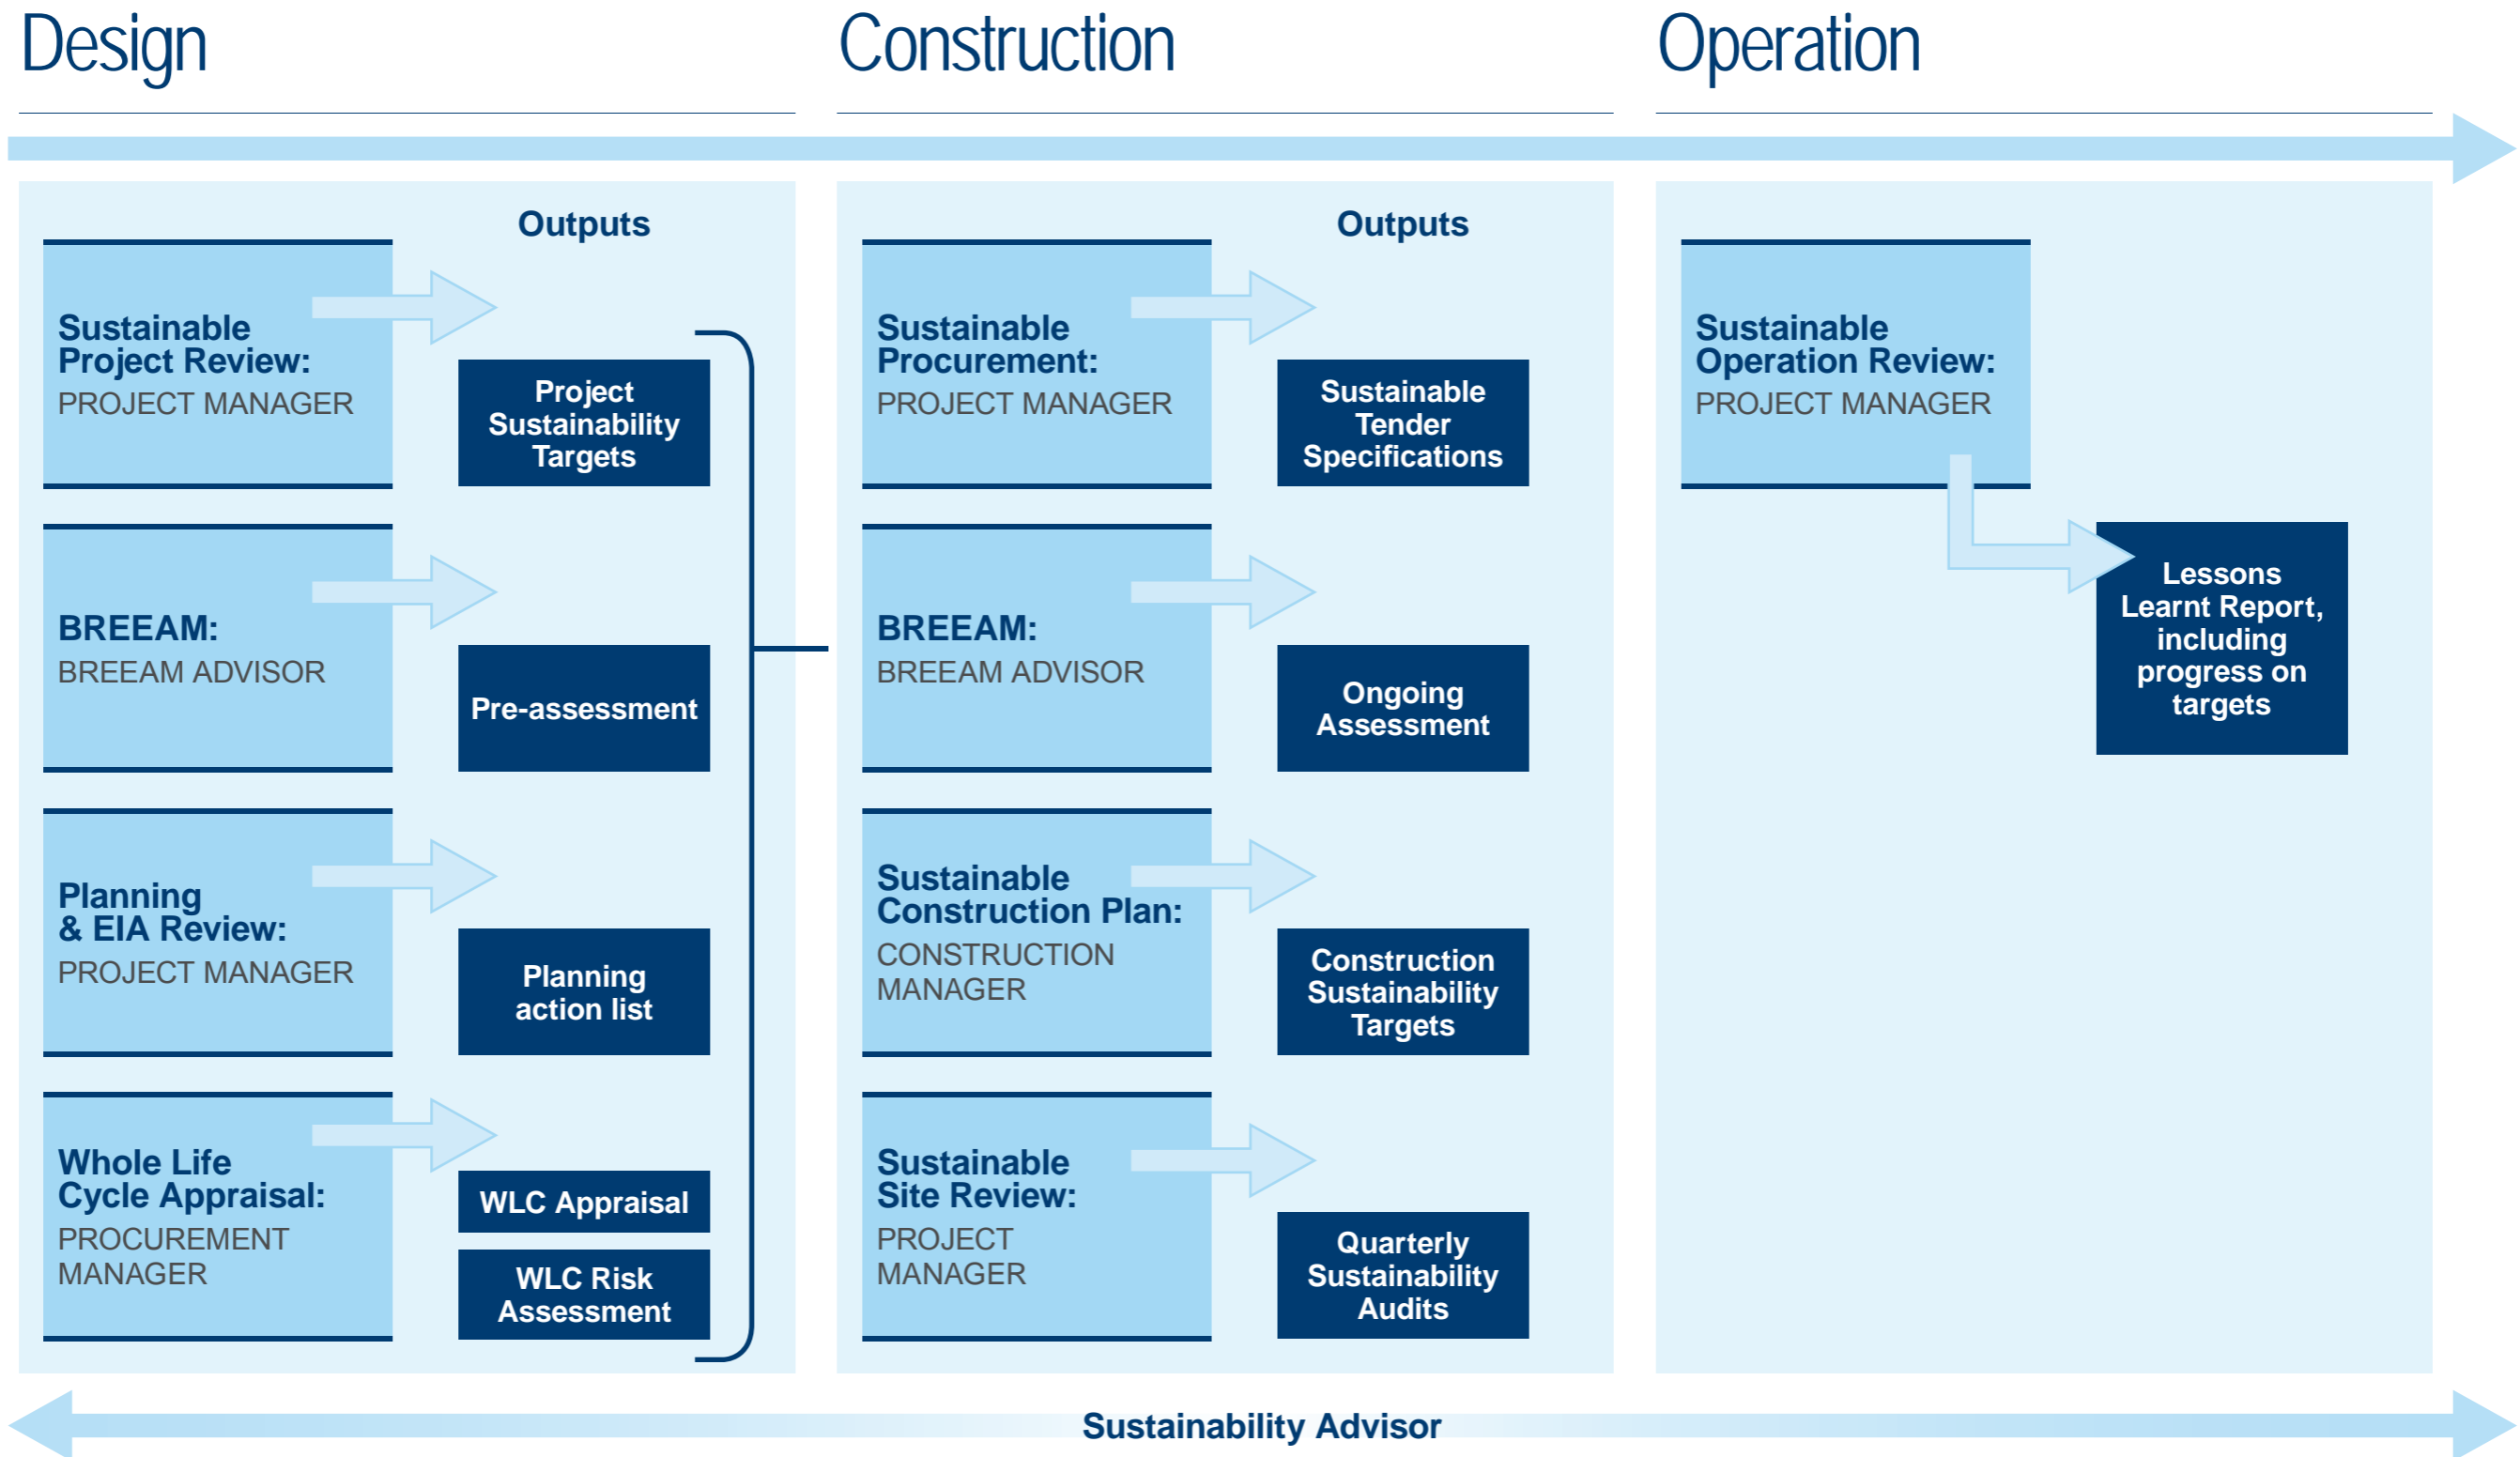 Design
Outputs
Sustainable
Project Review:
PROJECT MANAGER
Project
Sustainability
Targets
BREEAM:
BREEAM ADVISOR
Pre-assessment
Planning
& EIA Review:
PROJECT MANAGER
Planning
action list
Whole Life
Cycle Appraisal:
PROCUREMENT
MANAGER
WLC Appraisal
WLC Risk
Assessment
Construction
Outputs
Sustainable
Procurement:
PROJECT MANAGER
Sustainable
Tender
Specifications
BREEAM:
BREEAM ADVISOR
Ongoing
Assessment
Sustainable
Construction Plan:
CONSTRUCTION
MANAGER
Construction
Sustainability
Targets
Sustainable
Site Review:
PROJECT
MANAGER
Quarterly
Sustainability
Audits
Operation
Sustainable
Operation Review:
PROJECT MANAGER
Lessons
Learnt Report,
including
progress on
targets
Sustainability Advisor